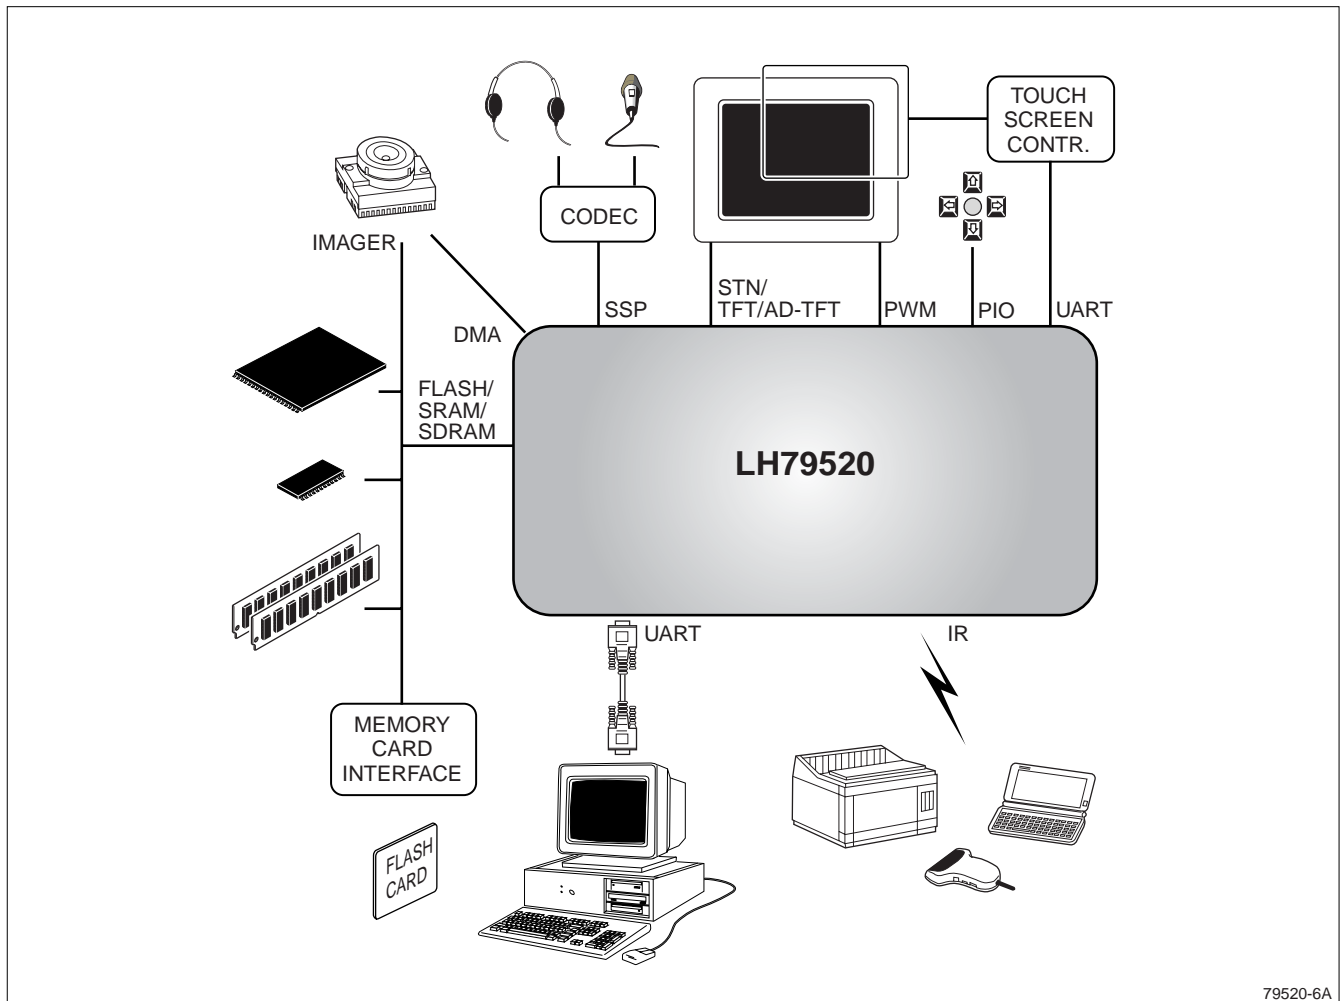 TOUCH
SCREEN
CONTR.
CODEC
IMAGER
STN/
TFT/AD-TFT
SSP
PWM
PIO
UART
DMA
FLASH/
SRAM/
SDRAM
LH79520
UART
IR
MEMORY
CARD
INTERFACE
FLASH
CARD
79520-6A